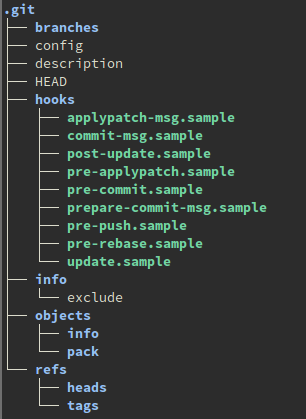 .git
branches
config
description
HEAD
hooks
applypatch-msg.sample
commit-msg.sample
post-update.sample
pre-applypatch.sample
pre-commit.sample
prepare-commit-msg.sample
pre-push.sample
pre-rebase.sample
update.sample
info
exclude
objects
info
pack
refs
heads
tags